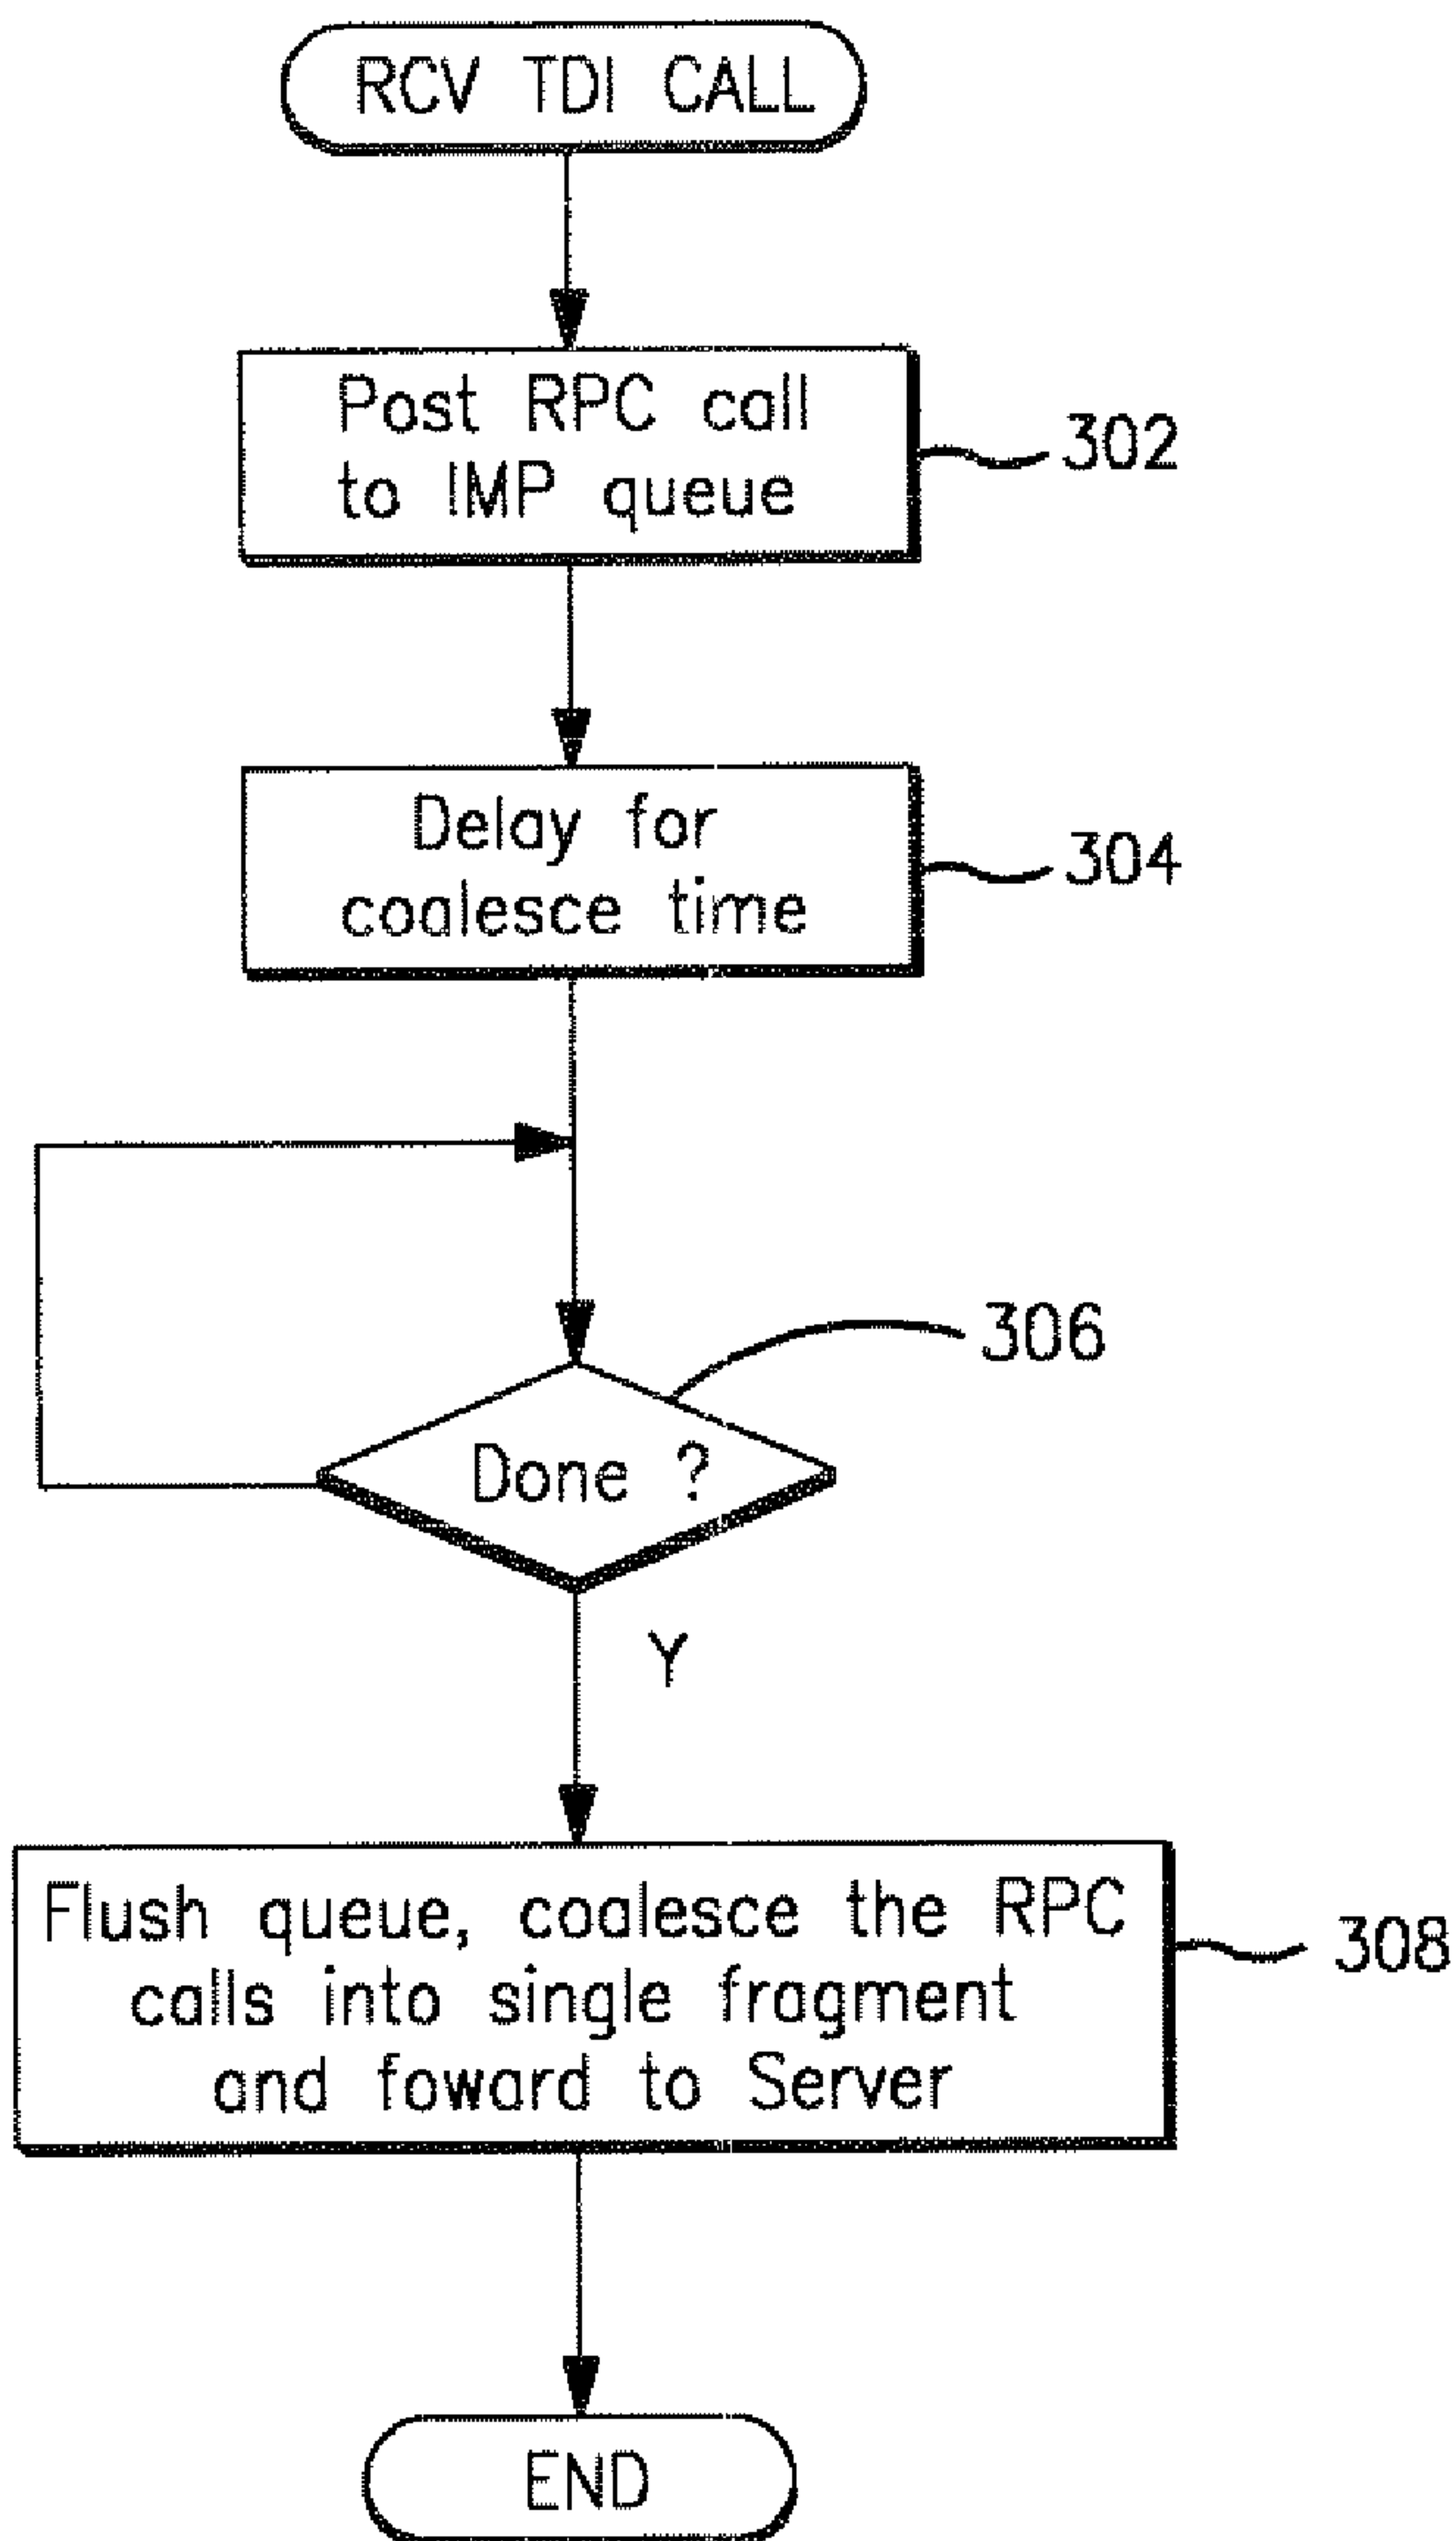 RCV TDI CALL
Post RPC call
to IMP queue
302
Delay for
coalesce time
304
306
Done ?
Y
Flush queue, coalesce the RPC
calls into single fragment
and foward to Server
308
END